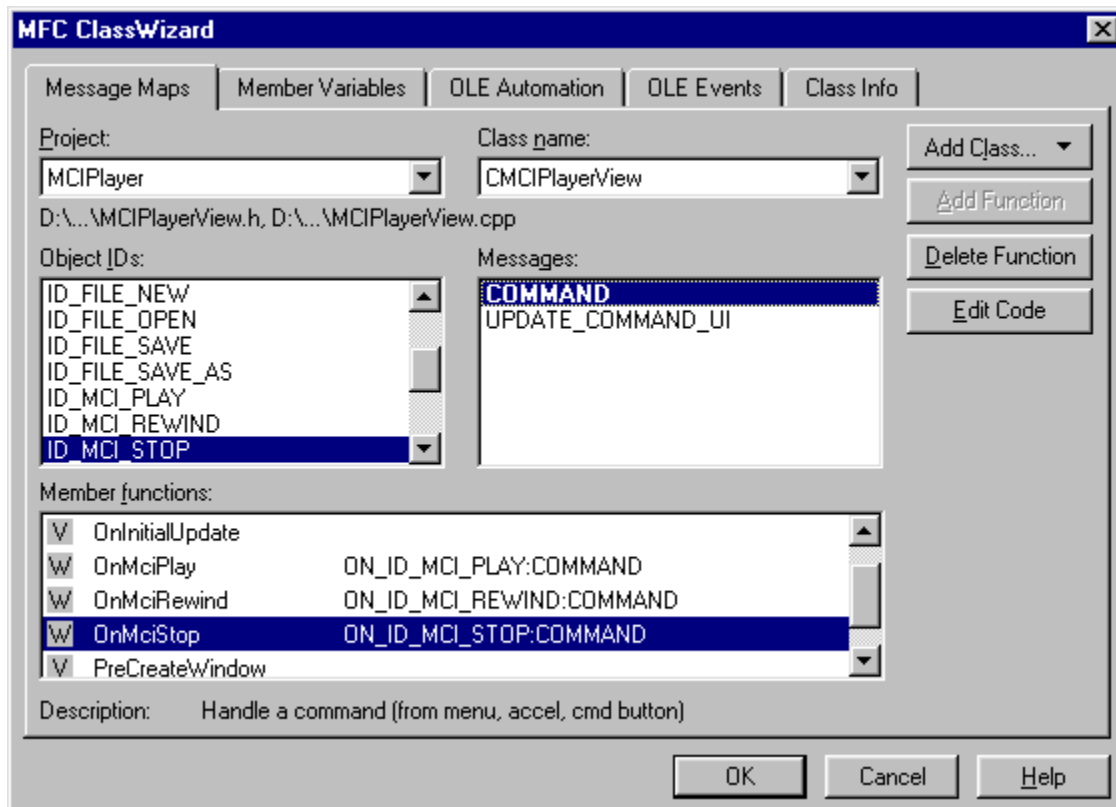 MFC ClassWizard
Message Maps Member Variables OLE Automation OLE Events Class Info
Project: Class name:
MCIPlayer CMCIPlayerView Add Class...
Add Function
D:\...\MCIPlayerView.h, D:\...\MCIPlayerView.cpp
Object IDs: Messages: Delete Function
ID_FILE_NEW COMMAND
ID_FILE_OPEN UPDATE_COMMAND_UI Edit Code
ID_FILE_SAVE
ID_FILE_SAVE_AS
ID_MCI_PLAY
ID_MCI_REWIND
ID_MCI_STOP
Member functions:
V OnInitialUpdate
W OnMciPlay ON_ID_MCI_PLAY:COMMAND
W OnMciRewind ON_ID_MCI_REWIND:COMMAND
W OnMciStop ON_ID_MCI_STOP:COMMAND
V PreCreateWindow
Description: Handle a command (from menu, accel, cmd button)
OK Cancel Help